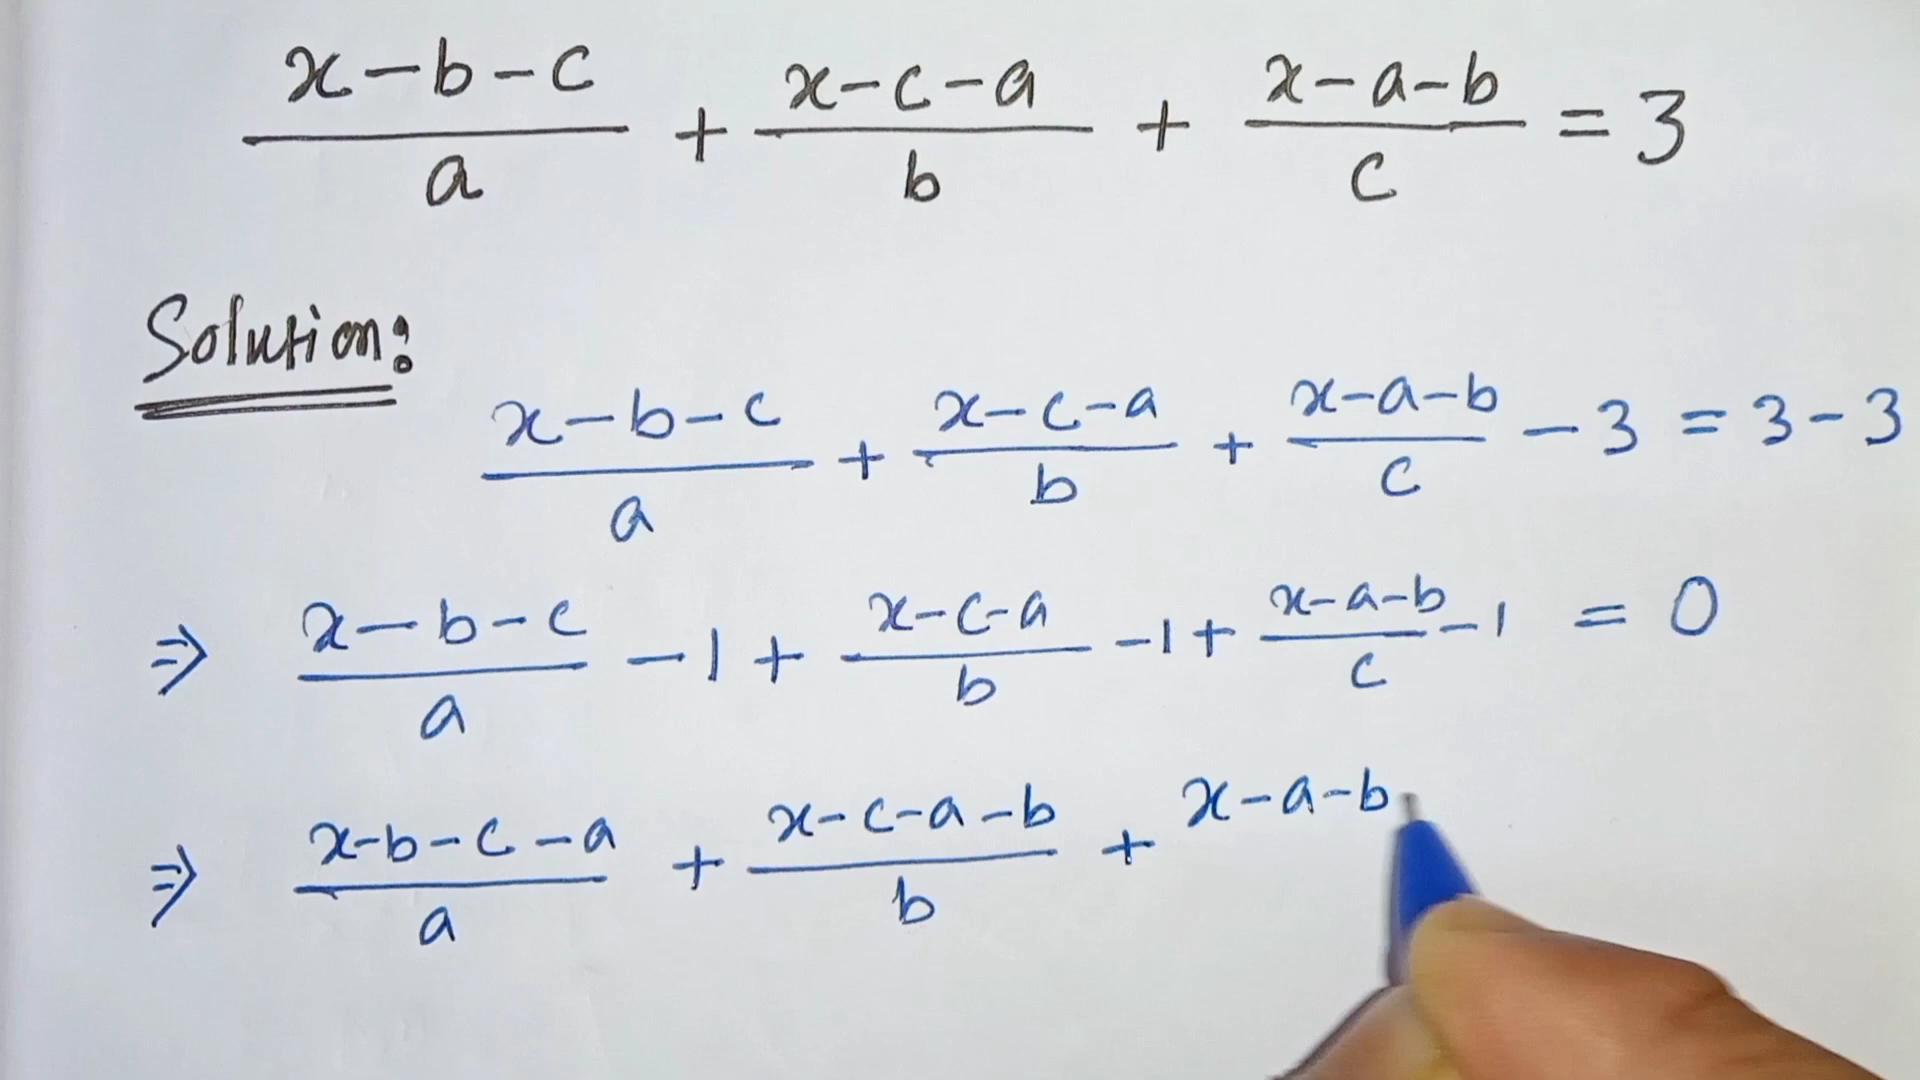 x-b-c/a + x-c-a/b + x-a-b/c = 3
Solution:
x-b-c/a + x-c-a/b + x-a-b/c - 3 = 3-3
⇒ x-b-c/a -1 + x-c-a/b -1 + x-a-b/c -1 = 0
⇒ x-b-c-a/a + x-c-a-b/b + x-a-b